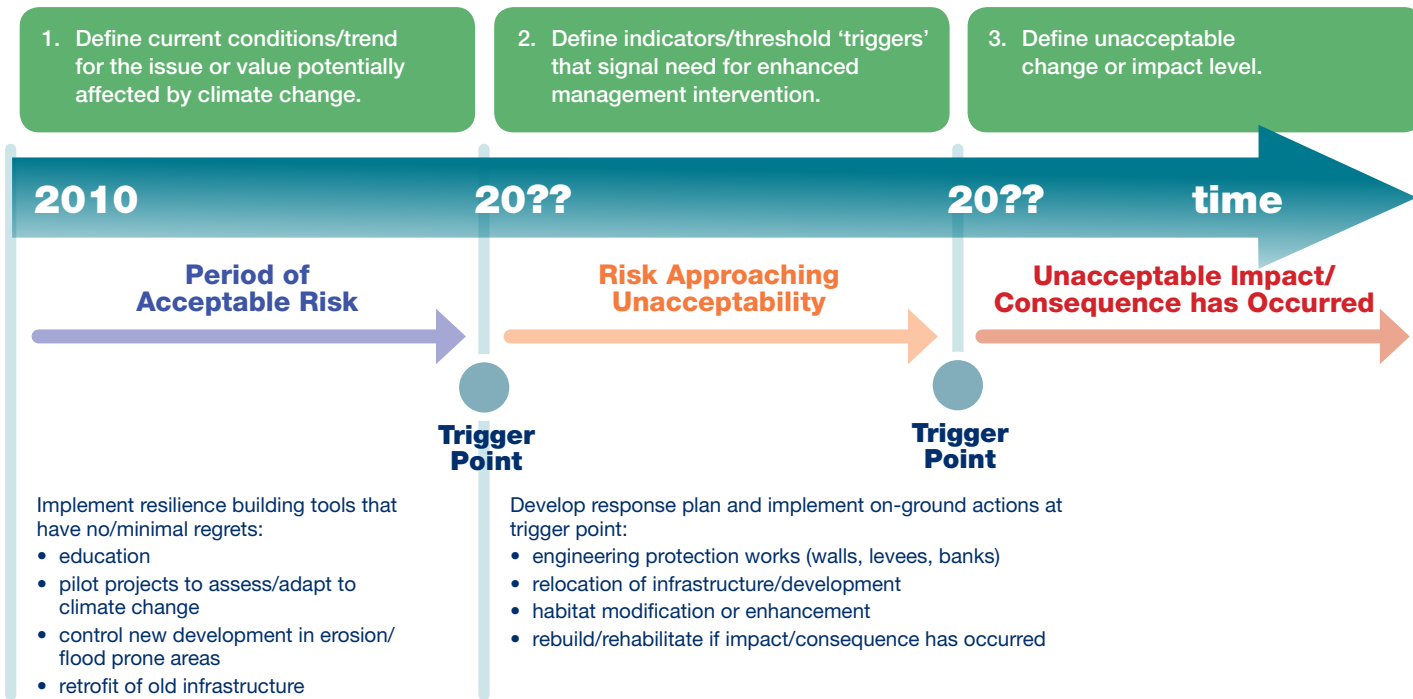 1. Define current conditions/trend
for the issue or value potentially
affected by climate change.
2. Define indicators/threshold ‘triggers’
that signal need for enhanced
management intervention.
3. Define unacceptable
change or impact level.
2010
20??
20??
time
Period of
Acceptable Risk
Risk Approaching
Unacceptability
Unacceptable Impact/
Consequence has Occurred
Trigger
Point
Trigger
Point
Implement resilience building tools that
have no/minimal regrets:
• education
• pilot projects to assess/adapt to
climate change
• control new development in erosion/
flood prone areas
• retrofit of old infrastructure
Develop response plan and implement on-ground actions at
trigger point:
• engineering protection works (walls, levees, banks)
• relocation of infrastructure/development
• habitat modification or enhancement
• rebuild/rehabilitate if impact/consequence has occurred